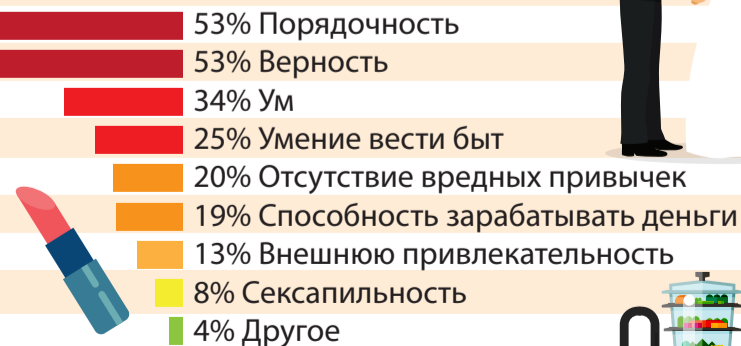 53% Порядочность
53% Верность
34% Ум
25% Умение вести быт
20% Отсутствие вредных привычек
19% Способность зарабатывать деньги
13% Внешнюю привлекательность
8% Сексапильность
4% Другое